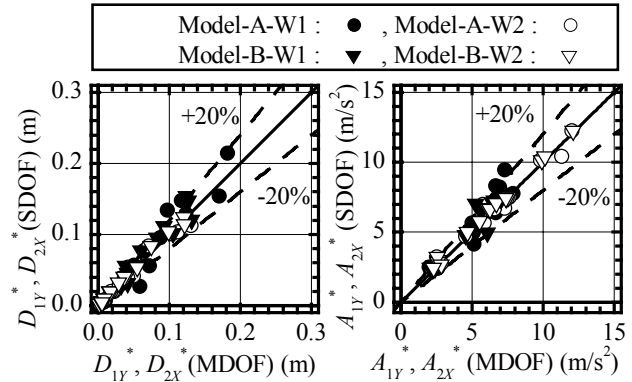 Model-A-W1 : ● , Model-A-W2 : ○
Model-B-W1 : ▼ , Model-B-W2 : ▽
D1Y*, D2X* (SDOF) (m)
0.3
0.2
0.1
0.0
+20%
-20%
0.0 0.1 0.2 0.3
D1Y*, D2X*(MDOF) (m)
A1Y*, A2X* (SDOF) (m/s²)
15
10
5
0
+20%
-20%
0 5 10 15
A1Y*, A2X* (MDOF) (m/s²)